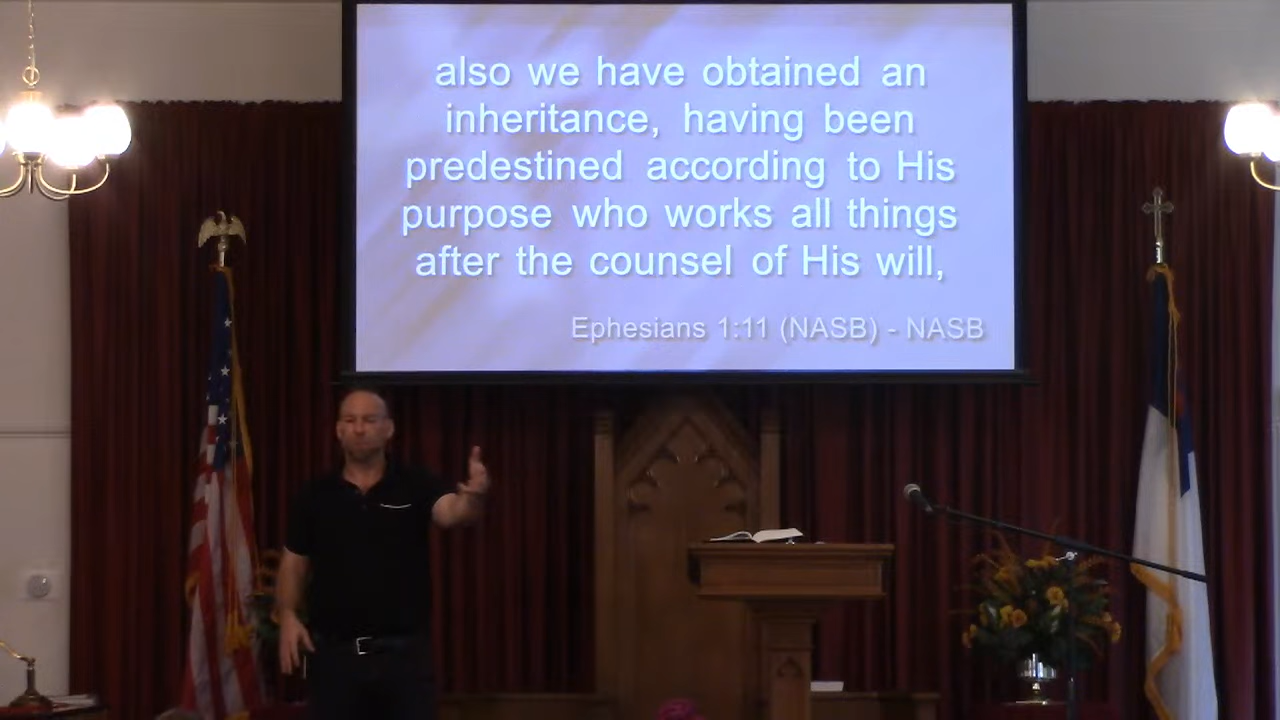 also we have obtained an
inheritance, having been
predestined according to His
purpose who works all things
after the counsel of His will,
Ephesians 1:11 (NASB) - NASB